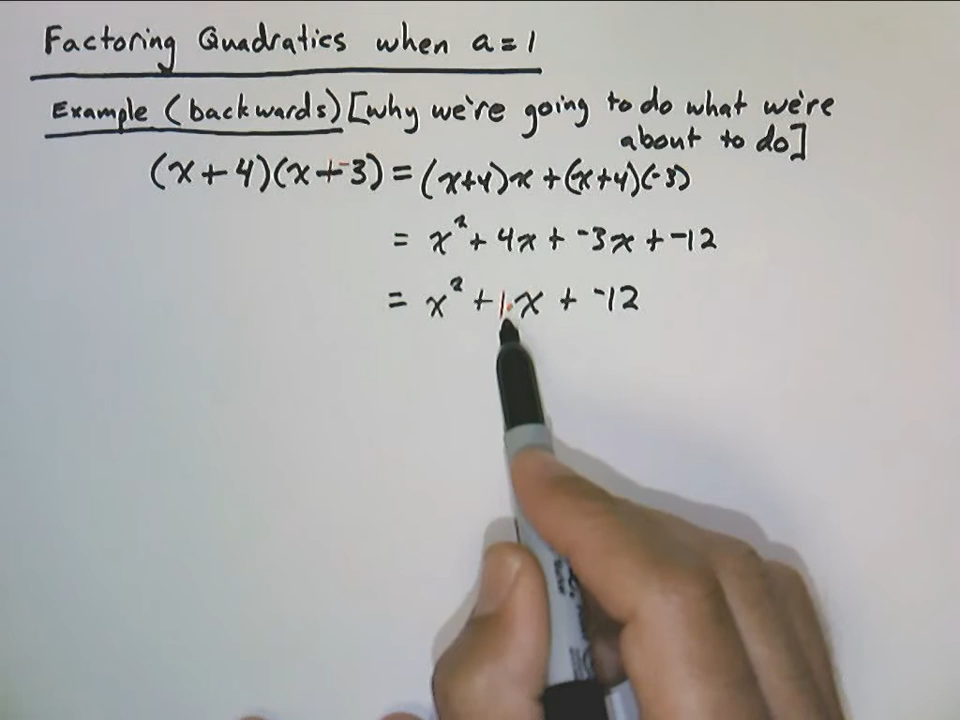 Factoring Quadratics when a = 1
Example (backwards) [why we're going to do what we're
about to do]
(x + 4)(x + -3) = (x+4)x + (x+4)(-3)
= x² + 4x + -3x + -12
= x² + 1·x + -12